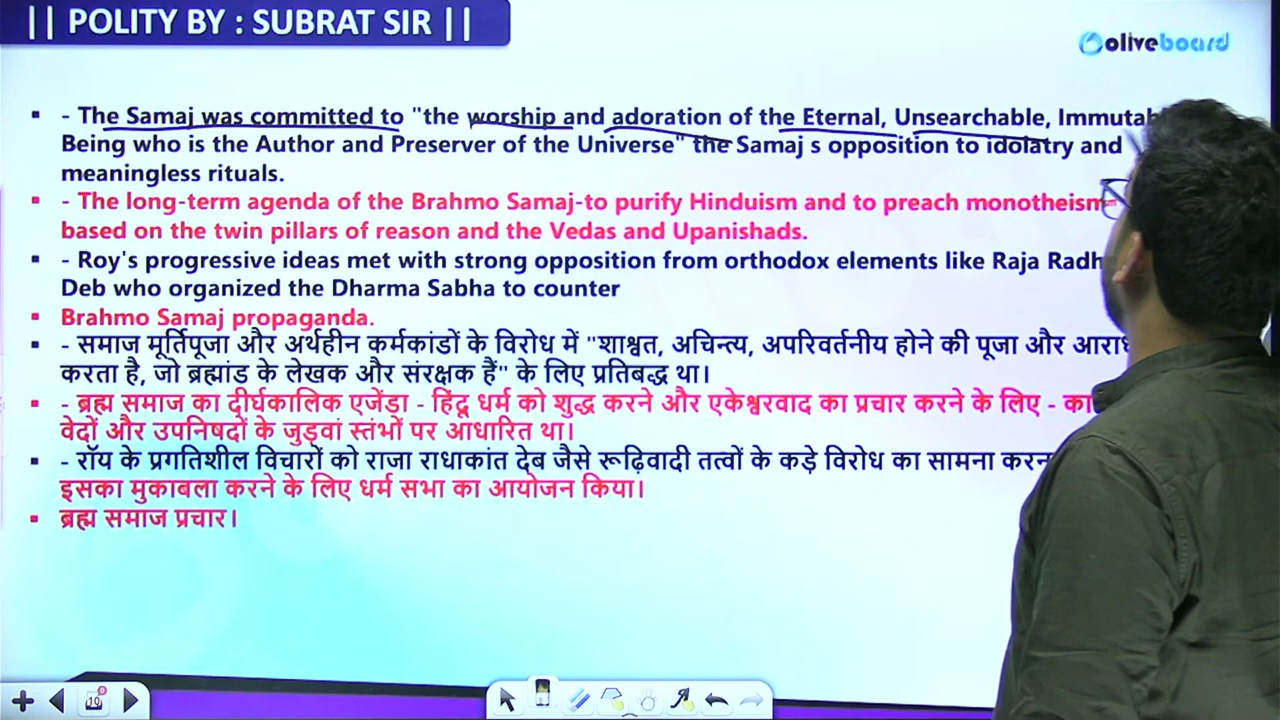 || POLITY BY : SUBRAT SIR ||
oliveboard
- The Samaj was committed to "the worship and adoration of the Eternal, Unsearchable,
Being who is the Author and Preserver of the Universe" the Samaj s opposition to idolatry and
meaningless rituals.
- The long-term agenda of the Brahmo Samaj-to purify Hinduism and to preach monotheism
based on the twin pillars of reason and the Vedas and Upanishads.
- Roy's progressive ideas met with strong opposition from orthodox elements like Raja
Deb who organized the Dharma Sabha to counter
Brahmo Samaj propaganda.
- समाज मूर्तिपूजा और अर्थहीन कर्मकांडों के विरोध में "शाश्वत, अचिन्त्य, अपरिवर्तनीय होने की पूजा और
करता है, जो ब्रह्मांड के लेखक और संरक्षक हैं" के लिए प्रतिबद्ध था।
- ब्रह्म समाज का दीर्घकालिक एजेंडा - हिंदू धर्म को शुद्ध करने और एकेश्वरवाद का प्रचार करने के लिए -
वेदों और उपनिषदों के जुड़वां स्तंभों पर आधारित था।
- रॉय के प्रगतिशील विचारों को राजा राधाकांत देब जैसे रूढ़िवादी तत्वों के कड़े विरोध का सामना
इसका मुकाबला करने के लिए धर्म सभा का आयोजन किया।
ब्रह्म समाज प्रचार।
10